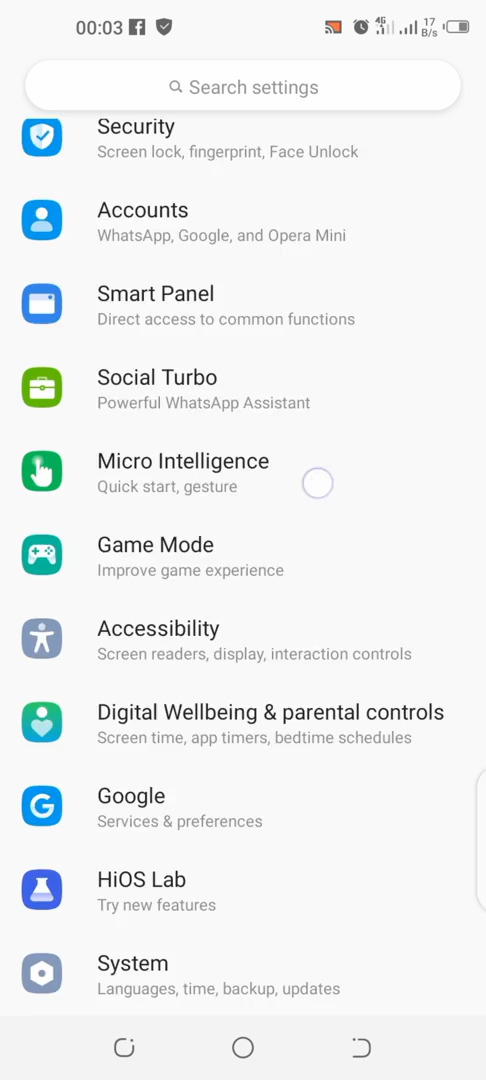 00:03
4G
17
B/s
Search settings
Security
Screen lock, fingerprint, Face Unlock
Accounts
WhatsApp, Google, and Opera Mini
Smart Panel
Direct access to common functions
Social Turbo
Powerful WhatsApp Assistant
Micro Intelligence
Quick start, gesture
Game Mode
Improve game experience
Accessibility
Screen readers, display, interaction controls
Digital Wellbeing & parental controls
Screen time, app timers, bedtime schedules
Google
Services & preferences
HiOS Lab
Try new features
System
Languages, time, backup, updates